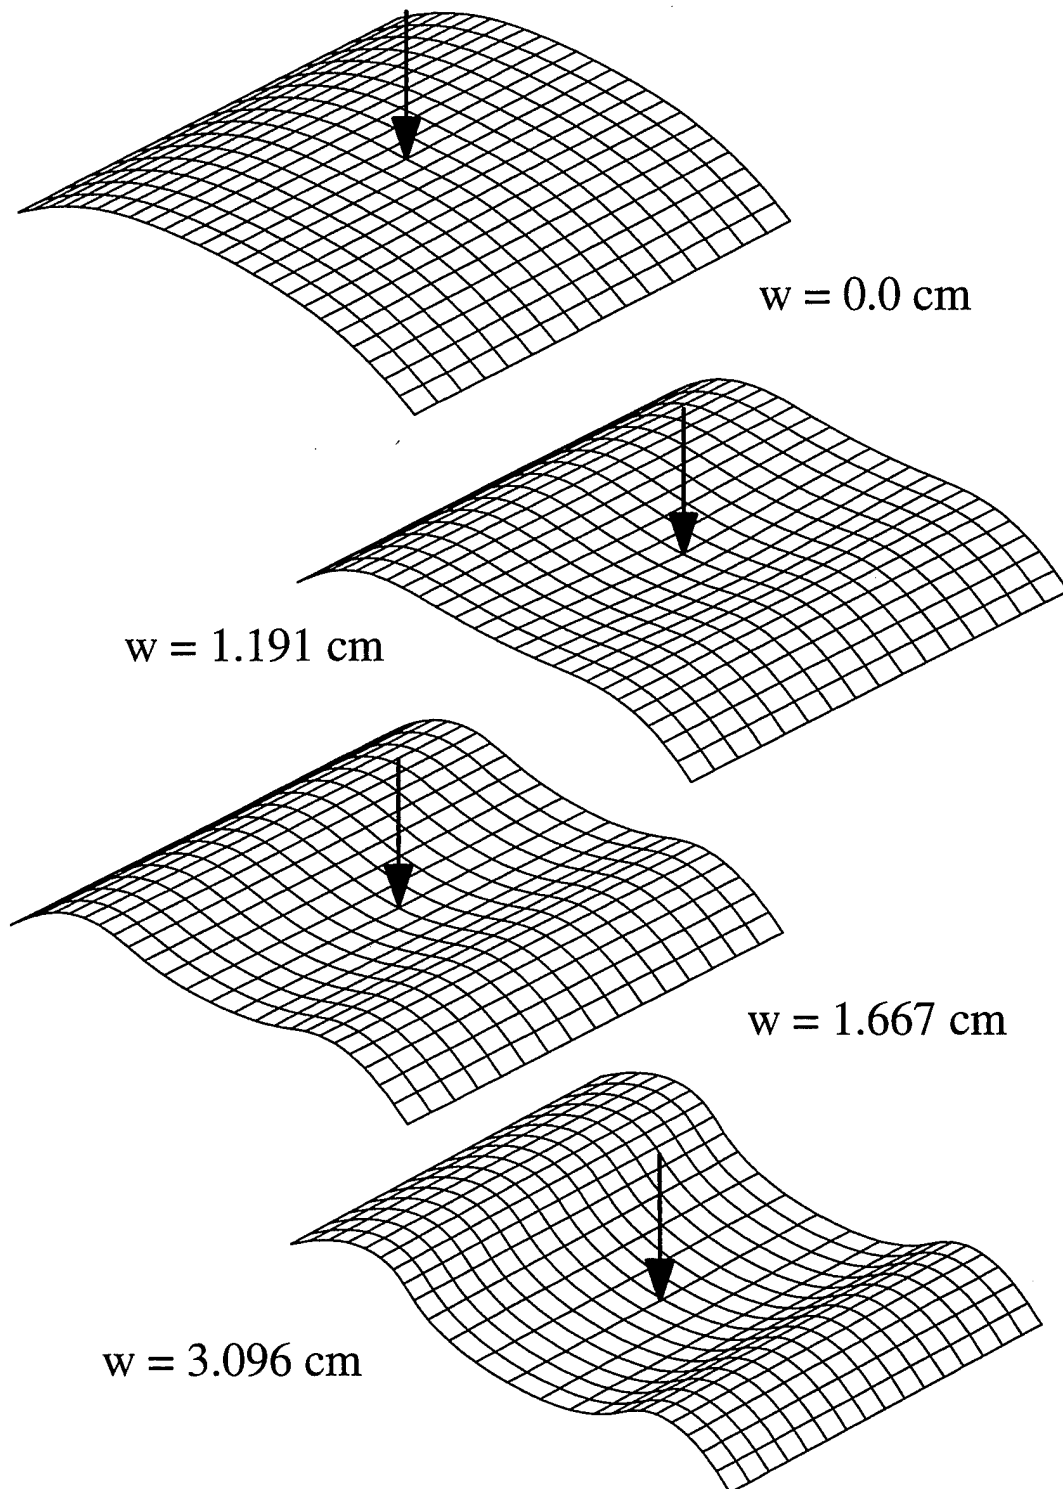 w = 0.0 cm
w = 1.191 cm
w = 1.667 cm
w = 3.096 cm